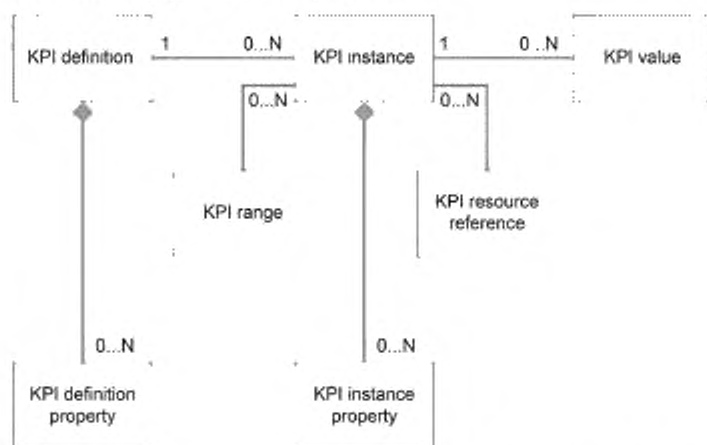 1 0...N 1 0..N
KPI definition KPI instance KPI value
0...N 0...N
KPI range
KPI resource
reference
0...N 0...N
KPI definition
property
KPI instance
property